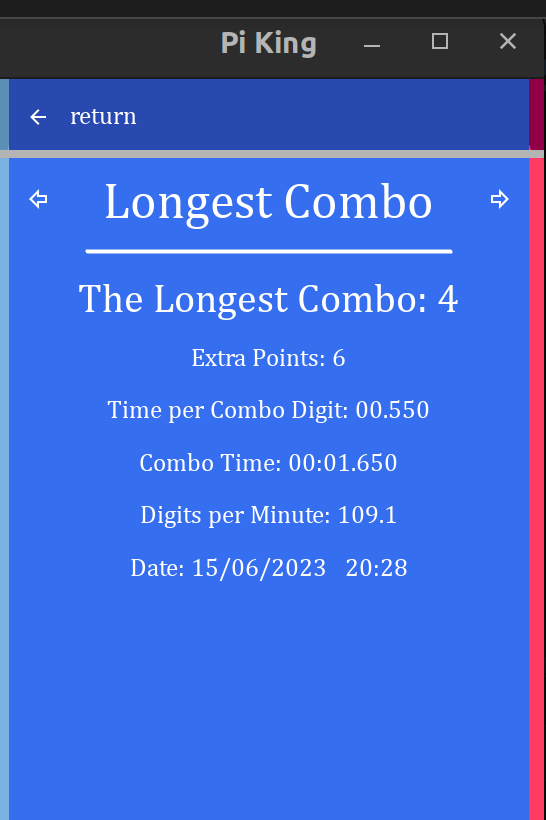 Pi King
return
Longest Combo
The Longest Combo: 4
Extra Points: 6
Time per Combo Digit: 00.550
Combo Time: 00:01.650
Digits per Minute: 109.1
Date: 15/06/2023 20:28